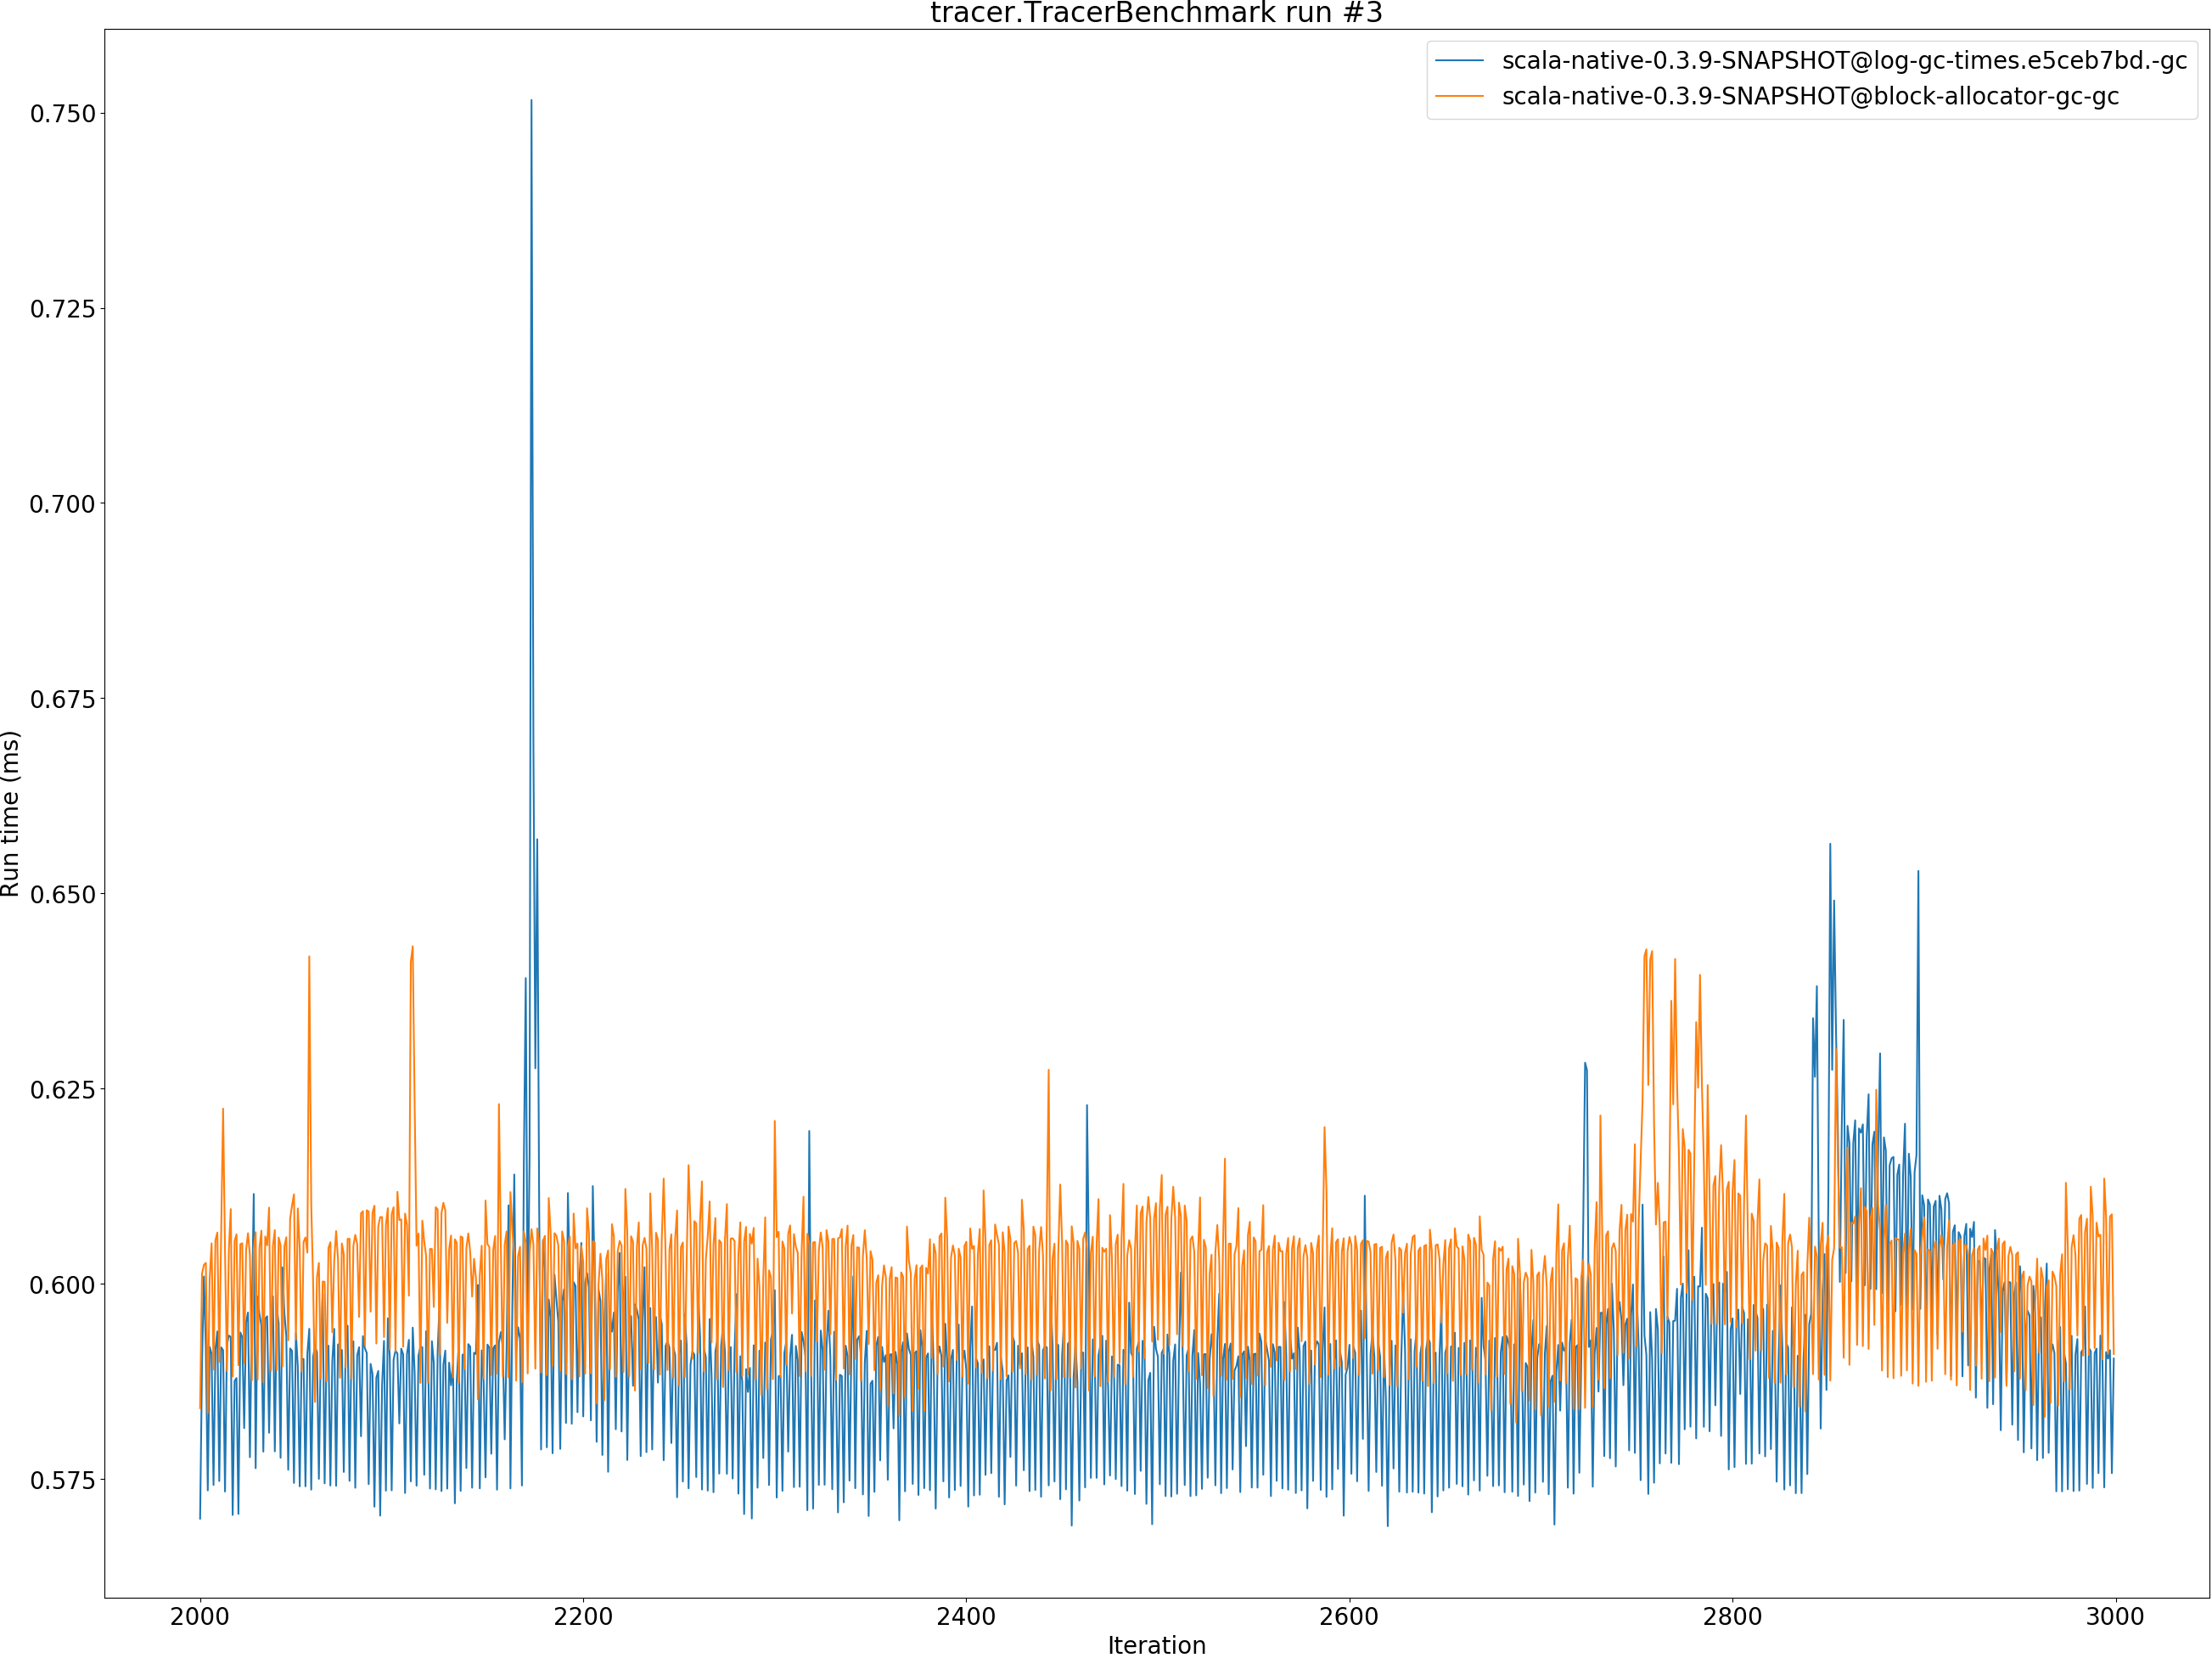 tracer.TracerBenchmark run #3
scala-native-0.3.9-SNAPSHOT@log-gc-times.e5ceb7bd.-gc
scala-native-0.3.9-SNAPSHOT@block-allocator-gc-gc
0.750
0.725
0.700
0.675
0.650
0.625
0.600
0.575
Run time (ms)
2000
2200
2400
2600
2800
3000
Iteration